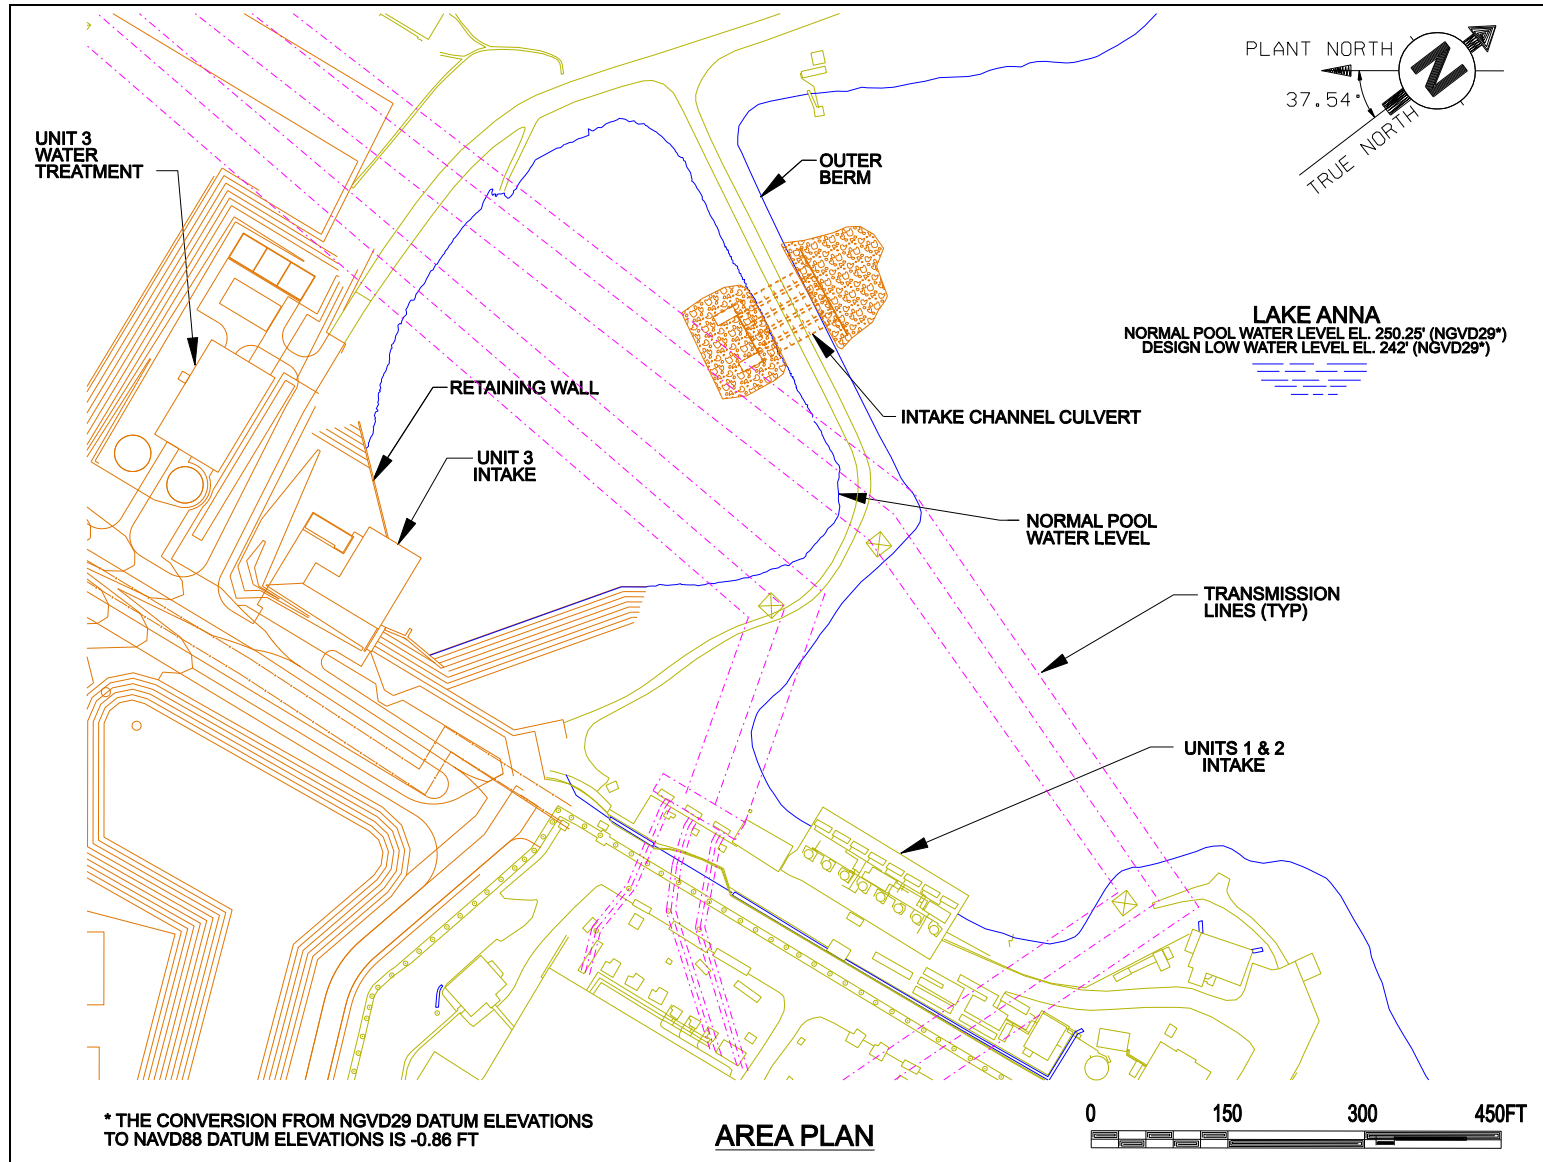 PLANT NORTH
N
37.54°
TRUE NORTH
UNIT 3
WATER
TREATMENT
OUTER
BERM
LAKE ANNA
NORMAL POOL WATER LEVEL EL. 250.25' (NGVD29*)
DESIGN LOW WATER LEVEL EL. 242' (NGVD29*)
RETAINING WALL
INTAKE CHANNEL CULVERT
UNIT 3
INTAKE
NORMAL POOL
WATER LEVEL
TRANSMISSION
LINES (TYP)
UNITS 1 & 2
INTAKE
* THE CONVERSION FROM NGVD29 DATUM ELEVATIONS
TO NAVD88 DATUM ELEVATIONS IS -0.86 FT
AREA PLAN
0 150 300 450FT